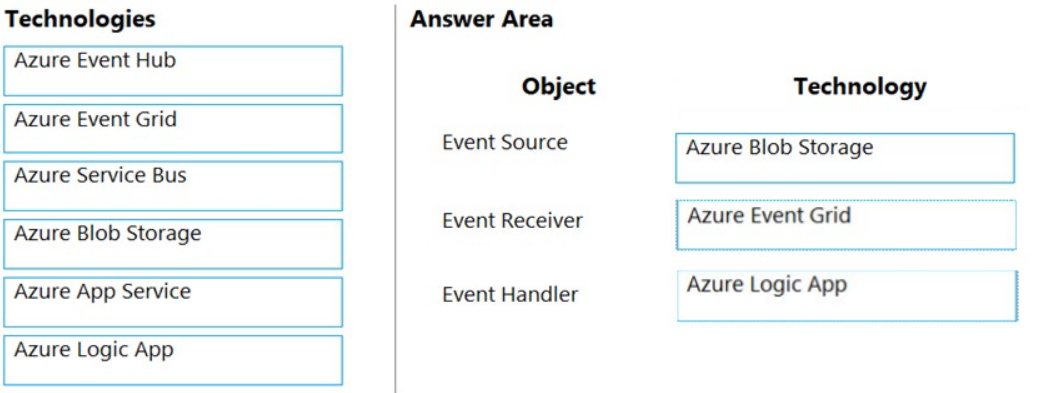 Technologies
Azure Event Hub
Azure Event Grid
Azure Service Bus
Azure Blob Storage
Azure App Service
Azure Logic App
Answer Area
Object Technology
Event Source Azure Blob Storage
Event Receiver Azure Event Grid
Event Handler Azure Logic App